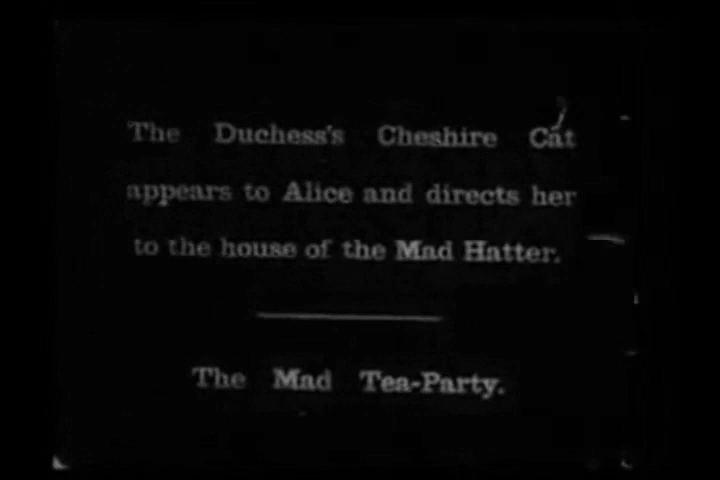 The Duchess's Cheshire Cat
appears to Alice and directs her
to the house of the Mad Hatter.
The Mad Tea-Party.